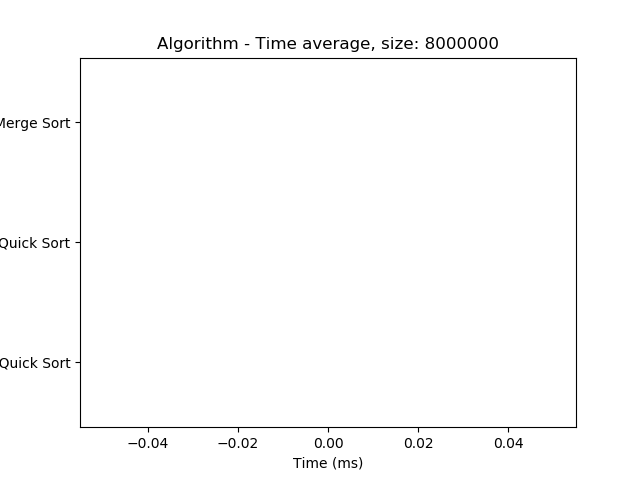 Algorithm - Time average, size: 8000000
Merge Sort
Quick Sort
Quick Sort
−0.04 −0.02 0.00 0.02 0.04
Time (ms)